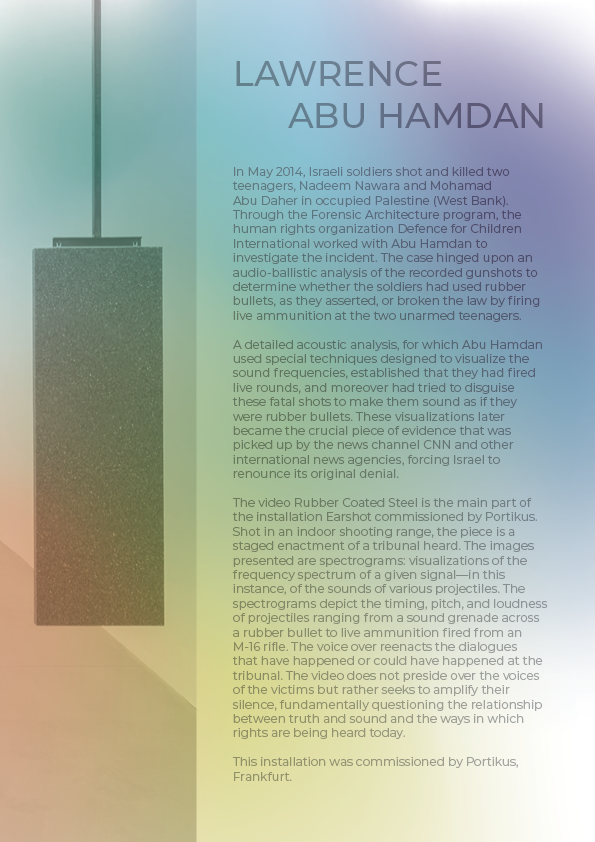 LAWRENCE
ABU HAMDAN
In May 2014, Israeli soldiers shot and killed two
teenagers, Nadeem Nawara and Mohamad
Abu Daher in occupied Palestine (West Bank).
Through the Forensic Architecture program, the
human rights organization Defence for Children
International worked with Abu Hamdan to
investigate the incident. The case hinged upon an
audio-ballistic analysis of the recorded gunshots to
determine whether the soldiers had used rubber
bullets, as they asserted, or broken the law by firing
live ammunition at the two unarmed teenagers.
A detailed acoustic analysis, for which Abu Hamdan
used special techniques designed to visualize the
sound frequencies, established that they had fired
live rounds, and moreover had tried to disguise
these fatal shots to make them sound as if they
were rubber bullets. These visualizations later
became the crucial piece of evidence that was
picked up by the news channel CNN and other
international news agencies, forcing Israel to
renounce its original denial.
The video Rubber Coated Steel is the main part of
the installation Earshot commissioned by Portikus.
Shot in an indoor shooting range, the piece is a
staged enactment of a tribunal heard. The images
presented are spectrograms: visualizations of the
frequency spectrum of a given signal—in this
instance, of the sounds of various projectiles. The
spectrograms depict the timing, pitch, and loudness
of projectiles ranging from a sound grenade across
a rubber bullet to live ammunition fired from an
M-16 rifle. The voice over reenacts the dialogues
that have happened or could have happened at the
tribunal. The video does not preside over the voices
of the victims but rather seeks to amplify their
silence, fundamentally questioning the relationship
between truth and sound and the ways in which
rights are being heard today.
This installation was commissioned by Portikus,
Frankfurt.